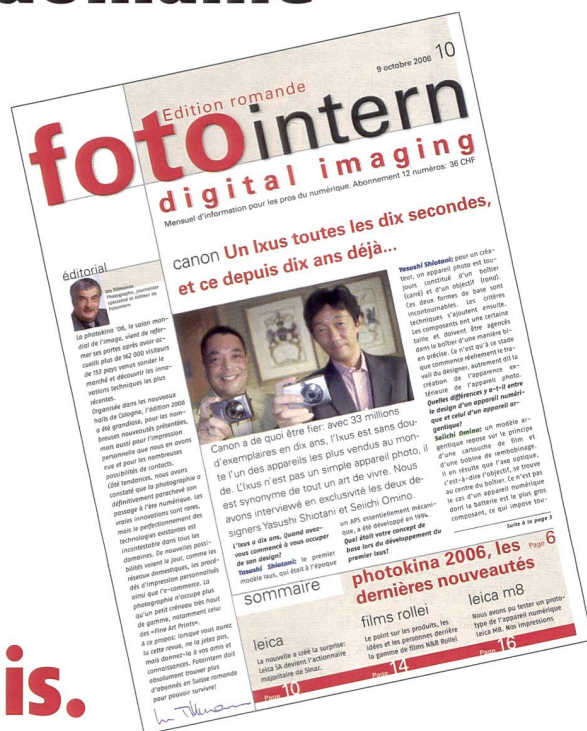 domaine
Edition romande
9 octobre 2006 10
fotointern
digital imaging
Mensuel d'information pour les pros du numérique. Abonnement 12 numéros: 36 CHF
éditorial
Urs Tillmanns
Photographe, journaliste
spécialisé et éditeur de
Fotointern
La photokina '06, le salon mon-
dial de l'image, vient de refer-
mer ses portes après avoir ac-
cueilli plus de 162 000 visiteurs
de 153 pays venus sonder le
marché et découvrir les inno-
vations techniques les plus
récentes.
Organisée dans les nouveaux
halls de Cologne, l'édition 2006
a été grandiose, pour les nom-
breuses nouveautés présentées,
mais aussi pour l'impression
personnelle que nous en avons
eue et pour les nombreuses
possibilités de contacts.
Côté tendances, nous avons
constaté que la photographie a
définitivement parachevé son
passage à l'ère numérique. Les
vraies innovations sont rares,
mais le perfectionnement des
technologies existantes est
incontestable dans tous les
domaines. De nouvelles possi-
bilités voient le jour, comme les
réseaux domestiques, les procé-
dés d'impression personnalisés
ainsi que l'e-commerce. La
photographie n'occupe plus
qu'un petit créneau très haut
de gamme, notamment celui
des «Fine Art Prints».
A ce propos: lorsque vous aurez
lu cette revue, ne la jetez pas,
mais donnez-la à vos amis et
connaissances. Fotointern doit
absolument trouver plus
d'abonnés en Suisse romande
pour pouvoir survivre!
canon Un Ixus toutes les dix secondes,
et ce depuis dix ans déjà...
Canon a de quoi être fier: avec 33 millions
d'exemplaires en dix ans, l'Ixus est sans dou-
te l'un des appareils les plus vendus au mon-
de. L'Ixus n'est pas un simple appareil photo, il
est synonyme de tout un art de vivre. Nous
avons interviewé en exclusivité les deux de-
signers Yasushi Shiotani et Seiichi Omino.
L'Ixus a dix ans. Quand avez-
vous commencé à vous occuper
de son design?
Yasushi Shiotani: le premier
modèle Ixus, qui était à l'époque
un APS essentiellement mécani-
que, a été développé en 1994.
Quel était votre concept de
base lors du développement du
premier Ixus?
Yasushi Shiotani: pour un créa-
teur, un appareil photo est tou-
jours constitué d'un boîtier
(carré) et d'un objectif (rond).
Ces deux formes de base sont
incontournables. Les critères
techniques s'ajoutent ensuite.
Les composants ont une certaine
taille et doivent être agencés
dans le boîtier d'une manière bi-
en précise. Ce n'est qu'à ce stade
que commence réellement le tra-
vail du designer, autrement dit la
création de l'apparence ex-
térieure de l'appareil photo.
Quelles différences y a-t-il entre
le design d'un appareil numéri-
que et celui d'un appareil ar-
gentique?
Seiichi Omino: un modèle ar-
gentique repose sur le principe
d'une cartouche de film et
d'une bobine de rembobinage.
Il en résulte que l'axe optique,
c'est-à-dire l'objectif, se trouve
au centre du boîtier. Ce n'est pas
le cas d'un appareil numérique
dont la batterie est le plus gros
composant, ce qui impose tou-
Suite à la page 3
sommaire
photokina 2006, les Page 6
dernières nouveautés
leica
La nouvelle a créé la surprise:
Leica SA devient l'actionnaire
majoritaire de Sinar.
Page 10
films rollei
Le point sur les produits, les
idées et les personnes derrière
la gamme de films N&B Rollei
Page 14
leica m8
Nous avons pu tester un proto-
type de l'appareil numérique
Leica M8. Nos impressions
Page 16
is.